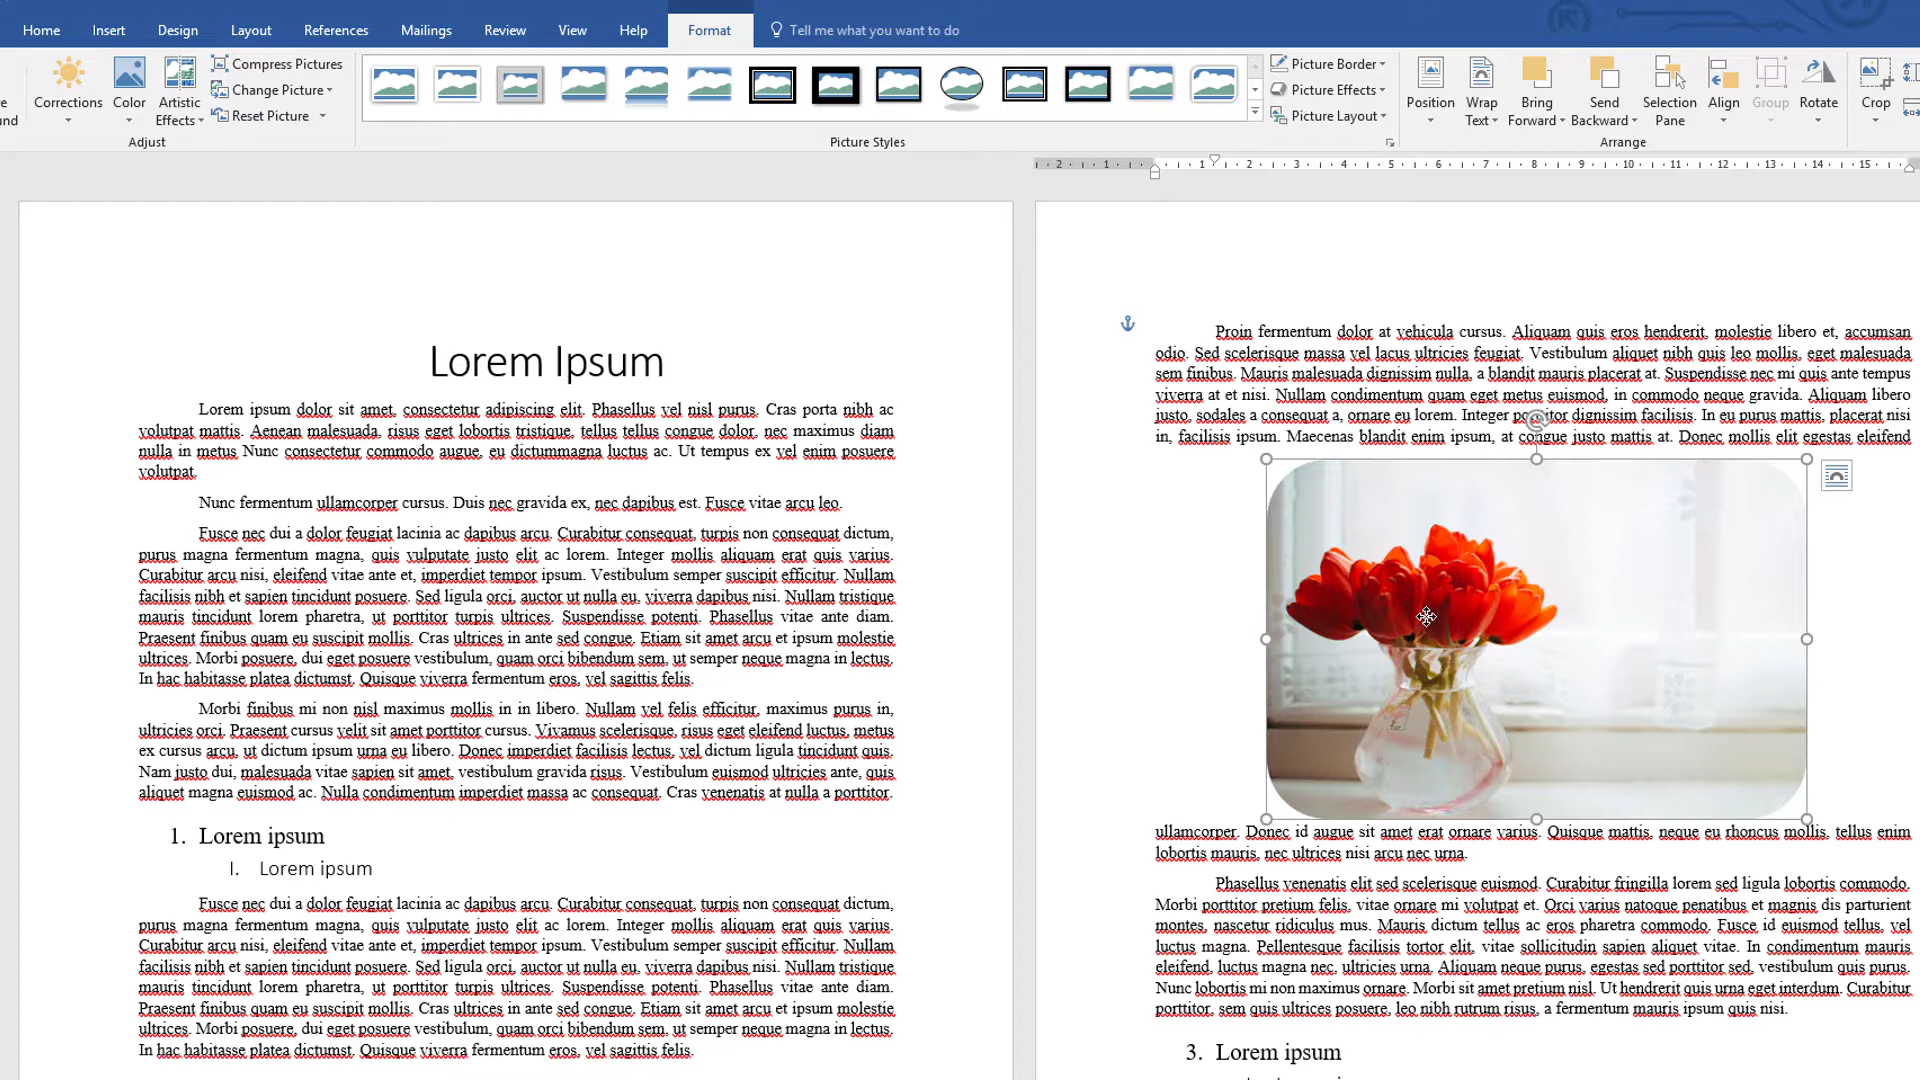 Home Insert Design Layout References Mailings Review View Help Format Tell me what you want to do
Corrections
Color
Artistic Effects
Compress Pictures
Change Picture
Reset Picture
Adjust
Picture Styles
Picture Border
Picture Effects
Picture Layout
Position
Wrap Text
Bring Forward
Send Backward
Selection Pane
Align
Group
Rotate
Arrange
Crop
2 1 1 2 3 4 5 6 7 8 9 10 11 12 13 14 15
Lorem Ipsum
Lorem ipsum dolor sit amet, consectetur adipiscing elit. Phasellus vel nisl purus. Cras porta nibh ac
volutpat mattis. Aenean malesuada, risus eget lobortis tristique, tellus tellus congue dolor, nec maximus diam
nulla in metus Nunc consectetur commodo augue, eu dictummagna luctus ac. Ut tempus ex vel enim posuere
volutpat.
Nunc fermentum ullamcorper cursus. Duis nec gravida ex, nec dapibus est. Fusce vitae arcu leo.
Fusce nec dui a dolor feugiat lacinia ac dapibus arcu. Curabitur consequat, turpis non consequat dictum,
purus magna fermentum magna, quis vulputate justo elit ac lorem. Integer mollis aliquam erat quis varius.
Curabitur arcu nisi, eleifend vitae ante et, imperdiet tempor ipsum. Vestibulum semper suscipit efficitur. Nullam
facilisis nibh et sapien tincidunt posuere. Sed ligula orci, auctor ut nulla eu, viverra dapibus nisi. Nullam tristique
mauris tincidunt lorem pharetra, ut porttitor turpis ultrices. Suspendisse potenti. Phasellus vitae ante diam.
Praesent finibus quam eu suscipit mollis. Cras ultrices in ante sed congue. Etiam sit amet arcu et ipsum molestie
ultrices. Morbi posuere, dui eget posuere vestibulum, quam orci bibendum sem, ut semper neque magna in lectus.
In hac habitasse platea dictumst. Quisque viverra fermentum eros, vel sagittis felis.
Morbi finibus mi non nisl maximus mollis in in libero. Nullam vel felis efficitur, maximus purus in,
ultricies orci. Praesent cursus velit sit amet porttitor cursus. Vivamus scelerisque, risus eget eleifend luctus, metus
ex cursus arcu, ut dictum ipsum urna eu libero. Donec imperdiet facilisis lectus, vel dictum ligula tincidunt quis.
Nam justo dui, malesuada vitae sapien sit amet, vestibulum gravida risus. Vestibulum euismod ultricies ante, quis
aliquet magna euismod ac. Nulla condimentum imperdiet massa ac consequat. Cras venenatis at nulla a porttitor.
1. Lorem ipsum
I. Lorem ipsum
Fusce nec dui a dolor feugiat lacinia ac dapibus arcu. Curabitur consequat, turpis non consequat dictum,
purus magna fermentum magna, quis vulputate justo elit ac lorem. Integer mollis aliquam erat quis varius.
Curabitur arcu nisi, eleifend vitae ante et, imperdiet tempor ipsum. Vestibulum semper suscipit efficitur. Nullam
facilisis nibh et sapien tincidunt posuere. Sed ligula orci, auctor ut nulla eu, viverra dapibus nisi. Nullam tristique
mauris tincidunt lorem pharetra, ut porttitor turpis ultrices. Suspendisse potenti. Phasellus vitae ante diam.
Praesent finibus quam eu suscipit mollis. Cras ultrices in ante sed congue. Etiam sit amet arcu et ipsum molestie
ultrices. Morbi posuere, dui eget posuere vestibulum, quam orci bibendum sem, ut semper neque magna in lectus.
In hac habitasse platea dictumst. Quisque viverra fermentum eros, vel sagittis felis.
Proin fermentum dolor at vehicula cursus. Aliquam quis eros hendrerit, molestie libero et, accumsan
odio. Sed scelerisque massa vel lacus ultricies feugiat. Vestibulum aliquet nibh quis leo mollis, eget malesuada
sem finibus. Mauris malesuada dignissim nulla, a blandit mauris placerat at. Suspendisse nec mi quis ante tempus
viverra at et nisi. Nullam condimentum quam eget metus euismod, in commodo neque gravida. Aliquam libero
justo, sodales a consequat a, ornare eu lorem. Integer porttitor dignissim facilisis. In eu purus mattis, placerat nisi
in, facilisis ipsum. Maecenas blandit enim ipsum, at congue justo mattis at. Donec mollis elit egestas eleifend
ullamcorper. Donec id augue sit amet erat ornare varius. Quisque mattis, neque eu rhoncus mollis, tellus enim
lobortis mauris, nec ultrices nisi arcu nec urna.
Phasellus venenatis elit sed scelerisque euismod. Curabitur fringilla lorem sed ligula lobortis commodo.
Morbi porttitor pretium felis, vitae ornare mi volutpat et. Orci varius natoque penatibus et magnis dis parturient
montes, nascetur ridiculus mus. Mauris dictum tellus ac eros pharetra commodo. Fusce id euismod tellus, vel
luctus magna. Pellentesque facilisis tortor elit, vitae sollicitudin sapien aliquet vitae. In condimentum mauris
eleifend, luctus magna nec, ultricies urna. Aliquam neque purus, egestas sed porttitor sed, vestibulum quis purus.
Nunc lobortis mi non maximus ornare. Morbi sit amet pretium nisl. Ut hendrerit quis urna eget interdum. Curabitur
porttitor, sem quis ultrices posuere, leo nibh rutrum risus, a fermentum mauris ipsum quis nisi.
3. Lorem ipsum